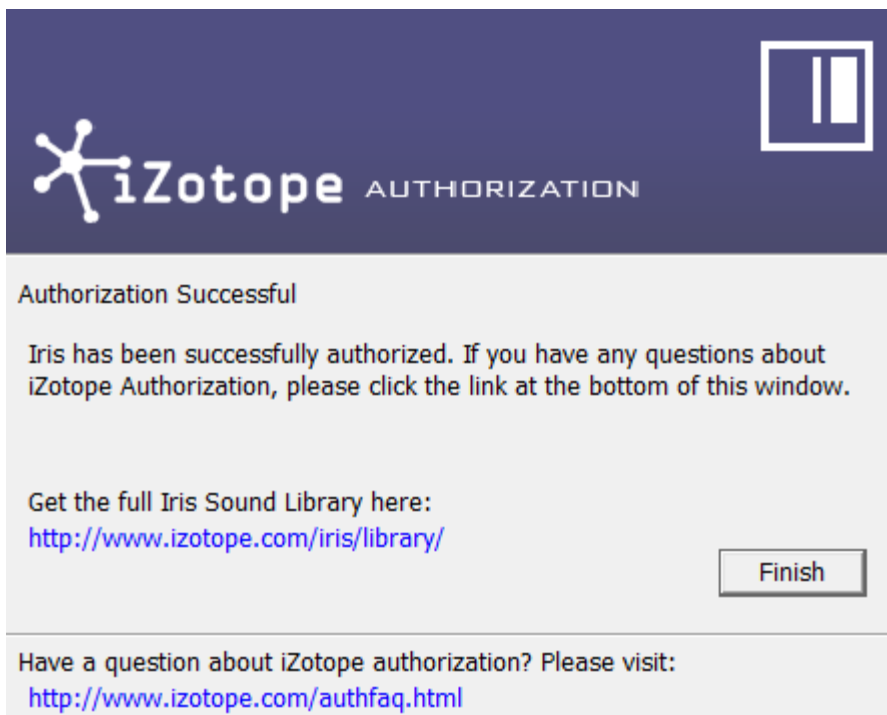 iZotope AUTHORIZATION
Authorization Successful
Iris has been successfully authorized. If you have any questions about
iZotope Authorization, please click the link at the bottom of this window.
Get the full Iris Sound Library here:
http://www.izotope.com/iris/library/
Finish
Have a question about iZotope authorization? Please visit:
http://www.izotope.com/authfaq.html